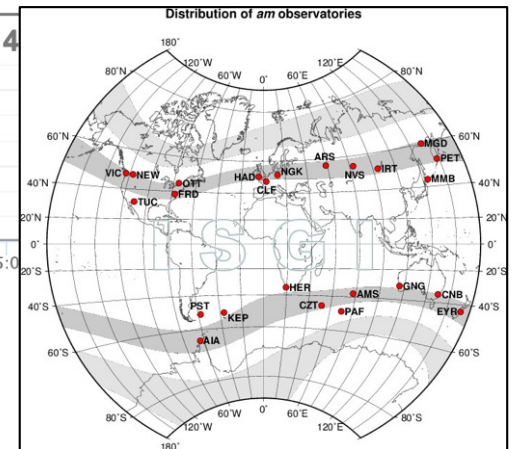 Distribution of am observatories
4
180°
120°W
60°W
0°
60°E
120°E
80°N
80°N
60°N
60°N
MGD
ARS
PET
VIC
NEW
NGK
NVS
IRT
OTT
HAD
CLF
MMB
40°N
40°N
FRD
TUC
20°N
20°N
ISGI
0°
0°
5:0
20°S
20°S
HER
GNG
AMS
CNB
40°S
PST
CZT
40°S
KEP
PAF
EYR
AIA
60°S
60°S
80°S
80°S
120°W
60°W
0°
60°E
120°E
180°